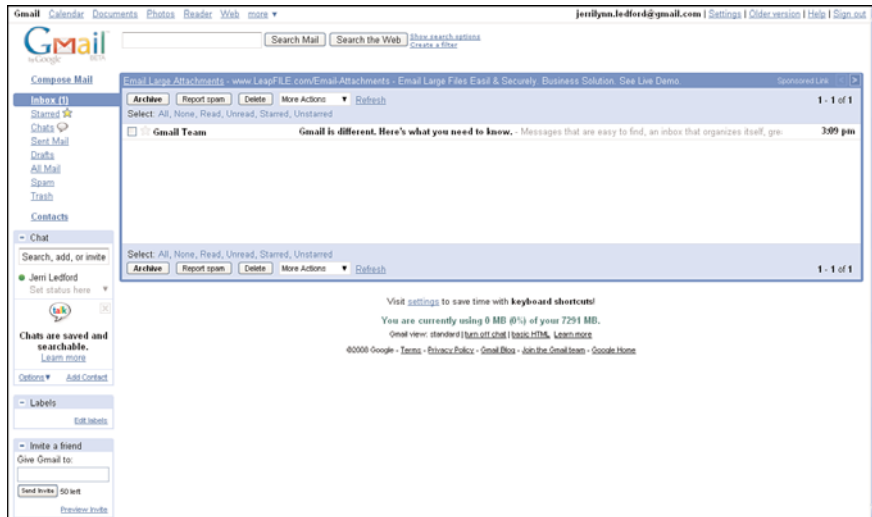 Gmail Calendar Documents Photos Reader Web more ▼ jerrilynn.ledford@gmail.com | Settings | Older version | Help | Sign out
Gmail
by Google BETA
Search Mail Search the Web Show search options
Create a filter
Compose Mail
Inbox (1)
Starred
Chats
Sent Mail
Drafts
All Mail
Spam
Trash
Contacts
Email Large Attachments - www.LeapFILE.com/Email-Attachments - Email Large Files Easil & Securely. Business Solution. See Live Demo. Sponsored Link < >
Archive Report spam Delete More Actions ▼ Refresh 1 - 1 of 1
Select: All, None, Read, Unread, Starred, Unstarred
Gmail Team Gmail is different. Here's what you need to know. - Messages that are easy to find, an inbox that organizes itself, gre 3:09 pm
Select: All, None, Read, Unread, Starred, Unstarred
Archive Report spam Delete More Actions ▼ Refresh 1 - 1 of 1
− Chat
Search, add, or invite
Jerri Ledford
Set status here ▼
talk
Chats are saved and
searchable.
Learn more
Options ▼ Add Contact
− Labels
Edit labels
− Invite a friend
Give Gmail to:
Send Invite 50 left
Preview Invite
Visit settings to save time with keyboard shortcuts!
You are currently using 0 MB (0%) of your 7291 MB.
Gmail view: standard | turn off chat | basic HTML Learn more
©2008 Google - Terms - Privacy Policy - Gmail Blog - Join the Gmail team - Google Home